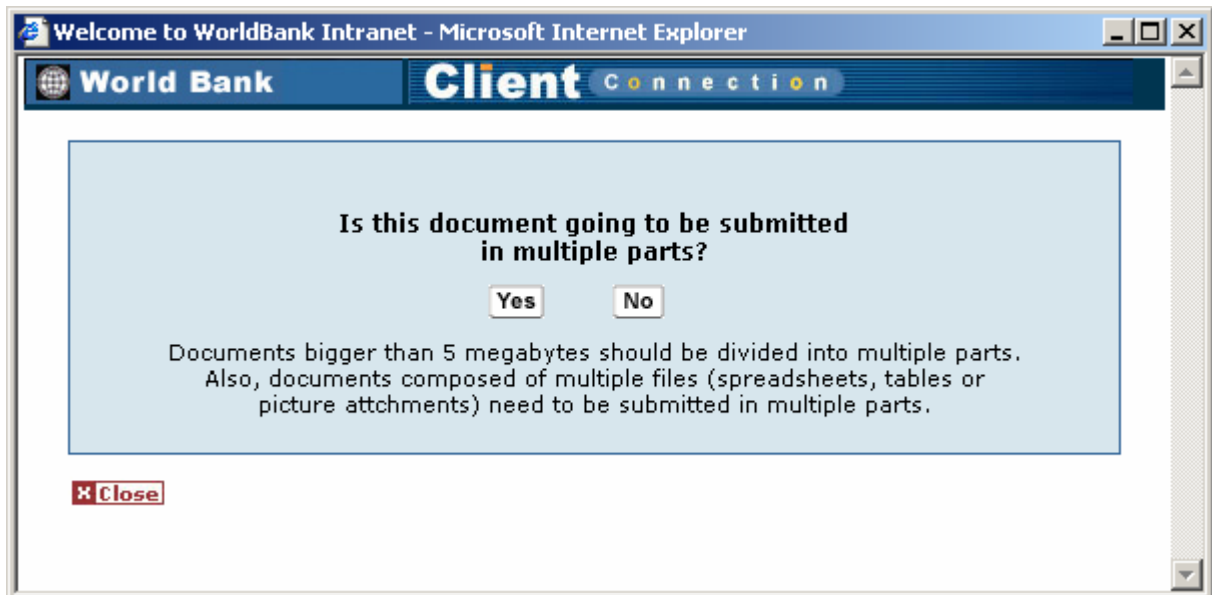 Welcome to WorldBank Intranet - Microsoft Internet Explorer
World Bank
Client Connection
Is this document going to be submitted
in multiple parts?
Yes No
Documents bigger than 5 megabytes should be divided into multiple parts.
Also, documents composed of multiple files (spreadsheets, tables or
picture attchments) need to be submitted in multiple parts.
x Close